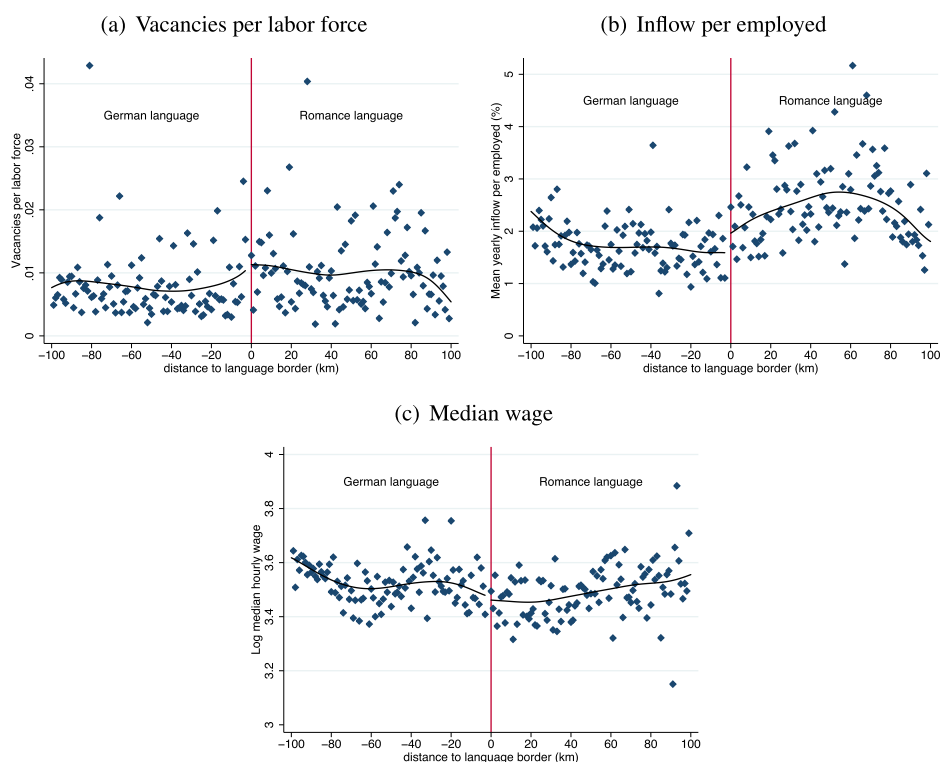 (a) Vacancies per labor force
Vacancies per labor force
0 .01 .02 .03 .04
German language
Romance language
−100 −80 −60 −40 −20 0 20 40 60 80 100
distance to language border (km)
(b) Inflow per employed
Mean yearly inflow per employed (%)
0 1 2 3 4 5
German language
Romance language
−100 −80 −60 −40 −20 0 20 40 60 80 100
distance to language border (km)
(c) Median wage
Log median hourly wage
3 3.2 3.4 3.6 3.8 4
German language
Romance language
−100 −80 −60 −40 −20 0 20 40 60 80 100
distance to language border (km)